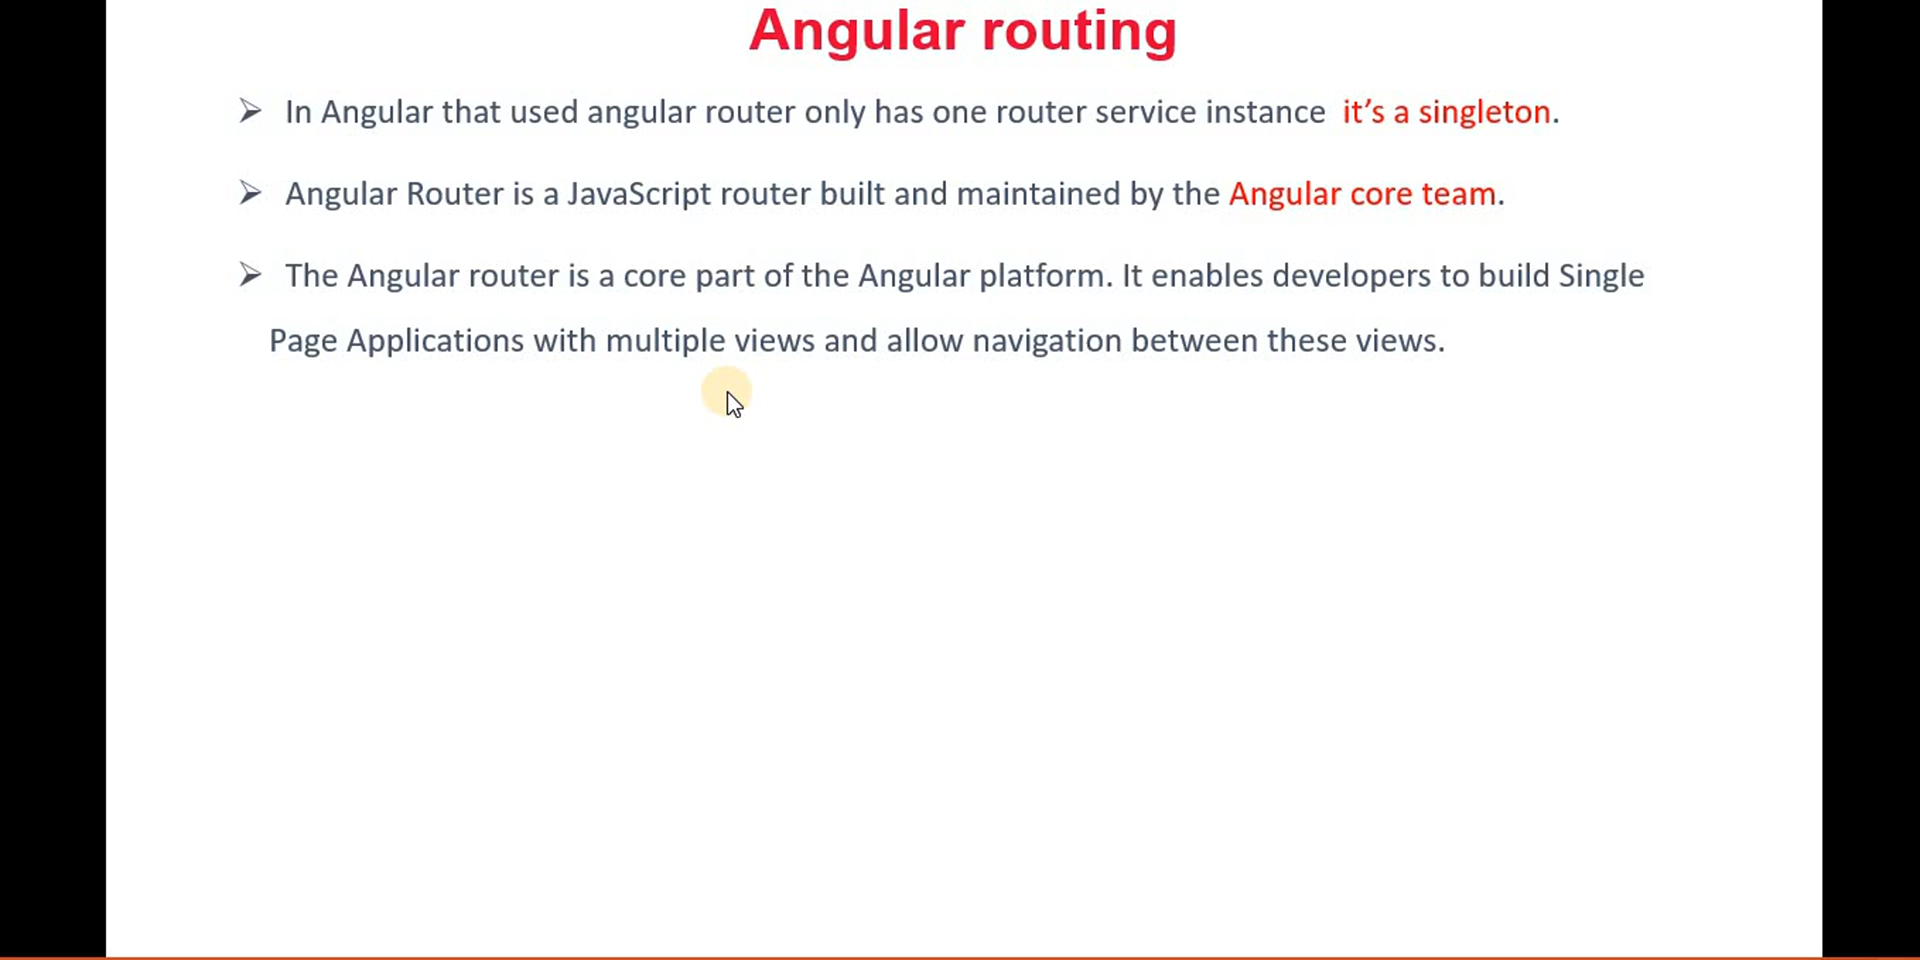 Angular routing
➢ In Angular that used angular router only has one router service instance it’s a singleton.
➢ Angular Router is a JavaScript router built and maintained by the Angular core team.
➢ The Angular router is a core part of the Angular platform. It enables developers to build Single
Page Applications with multiple views and allow navigation between these views.